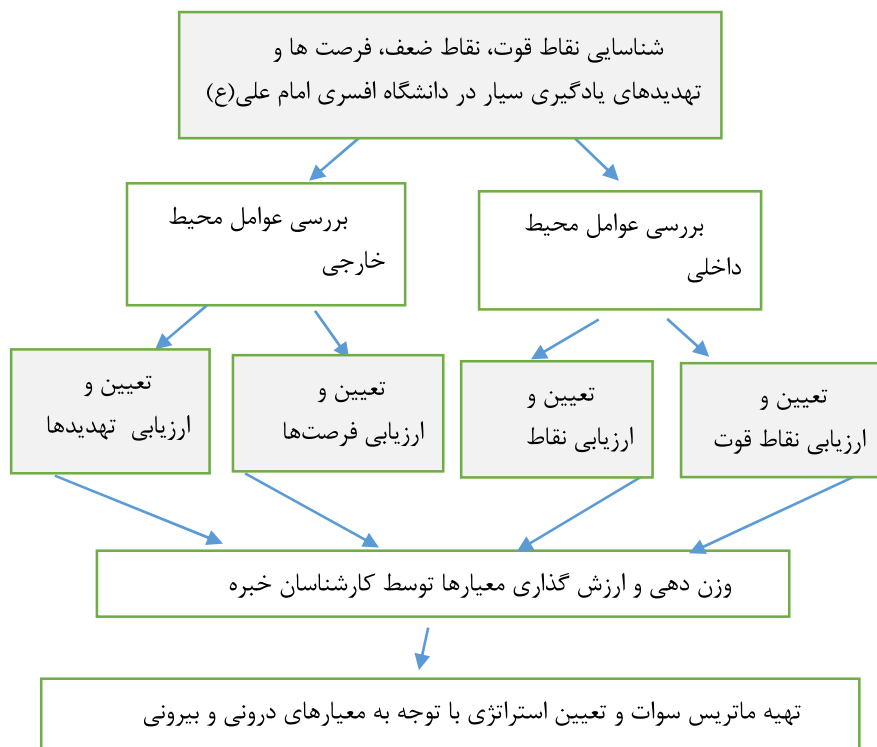 شناسایی نقاط قوت، نقاط ضعف، فرصت ها و
تهدیدهای یادگیری سیار در دانشگاه افسری امام علی(ع)
بررسی عوامل محیط
داخلی
بررسی عوامل محیط
خارجی
تعیین و
ارزیابی نقاط قوت
تعیین و
ارزیابی نقاط
تعیین و
ارزیابی فرصت‌ها
تعیین و
ارزیابی تهدیدها
وزن دهی و ارزش گذاری معیارها توسط کارشناسان خبره
تهیه ماتریس سوات و تعیین استراتژی با توجه به معیارهای درونی و بیرونی